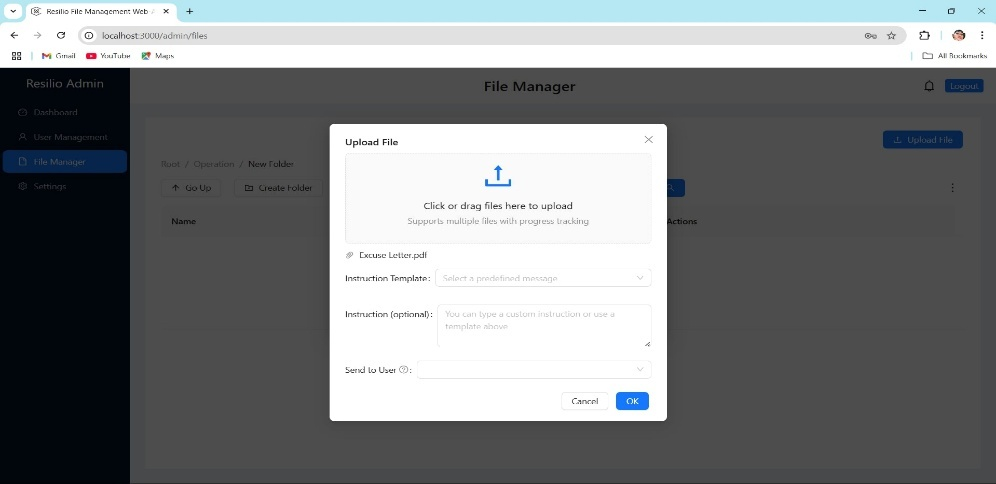 Resilio File Management Web
localhost:3000/admin/files
Gmail
YouTube
Maps
All Bookmarks
Resilio Admin
File Manager
Logout
Dashboard
User Management
File Manager
Settings
Upload File
Root / Operation / New Folder
Go Up
Create Folder
Name
Actions
Upload File
Click or drag files here to upload
Supports multiple files with progress tracking
Excuse Letter.pdf
Instruction Template:
Select a predefined message
Instruction (optional):
You can type a custom instruction or use a
template above
Send to User ? :
Cancel
OK